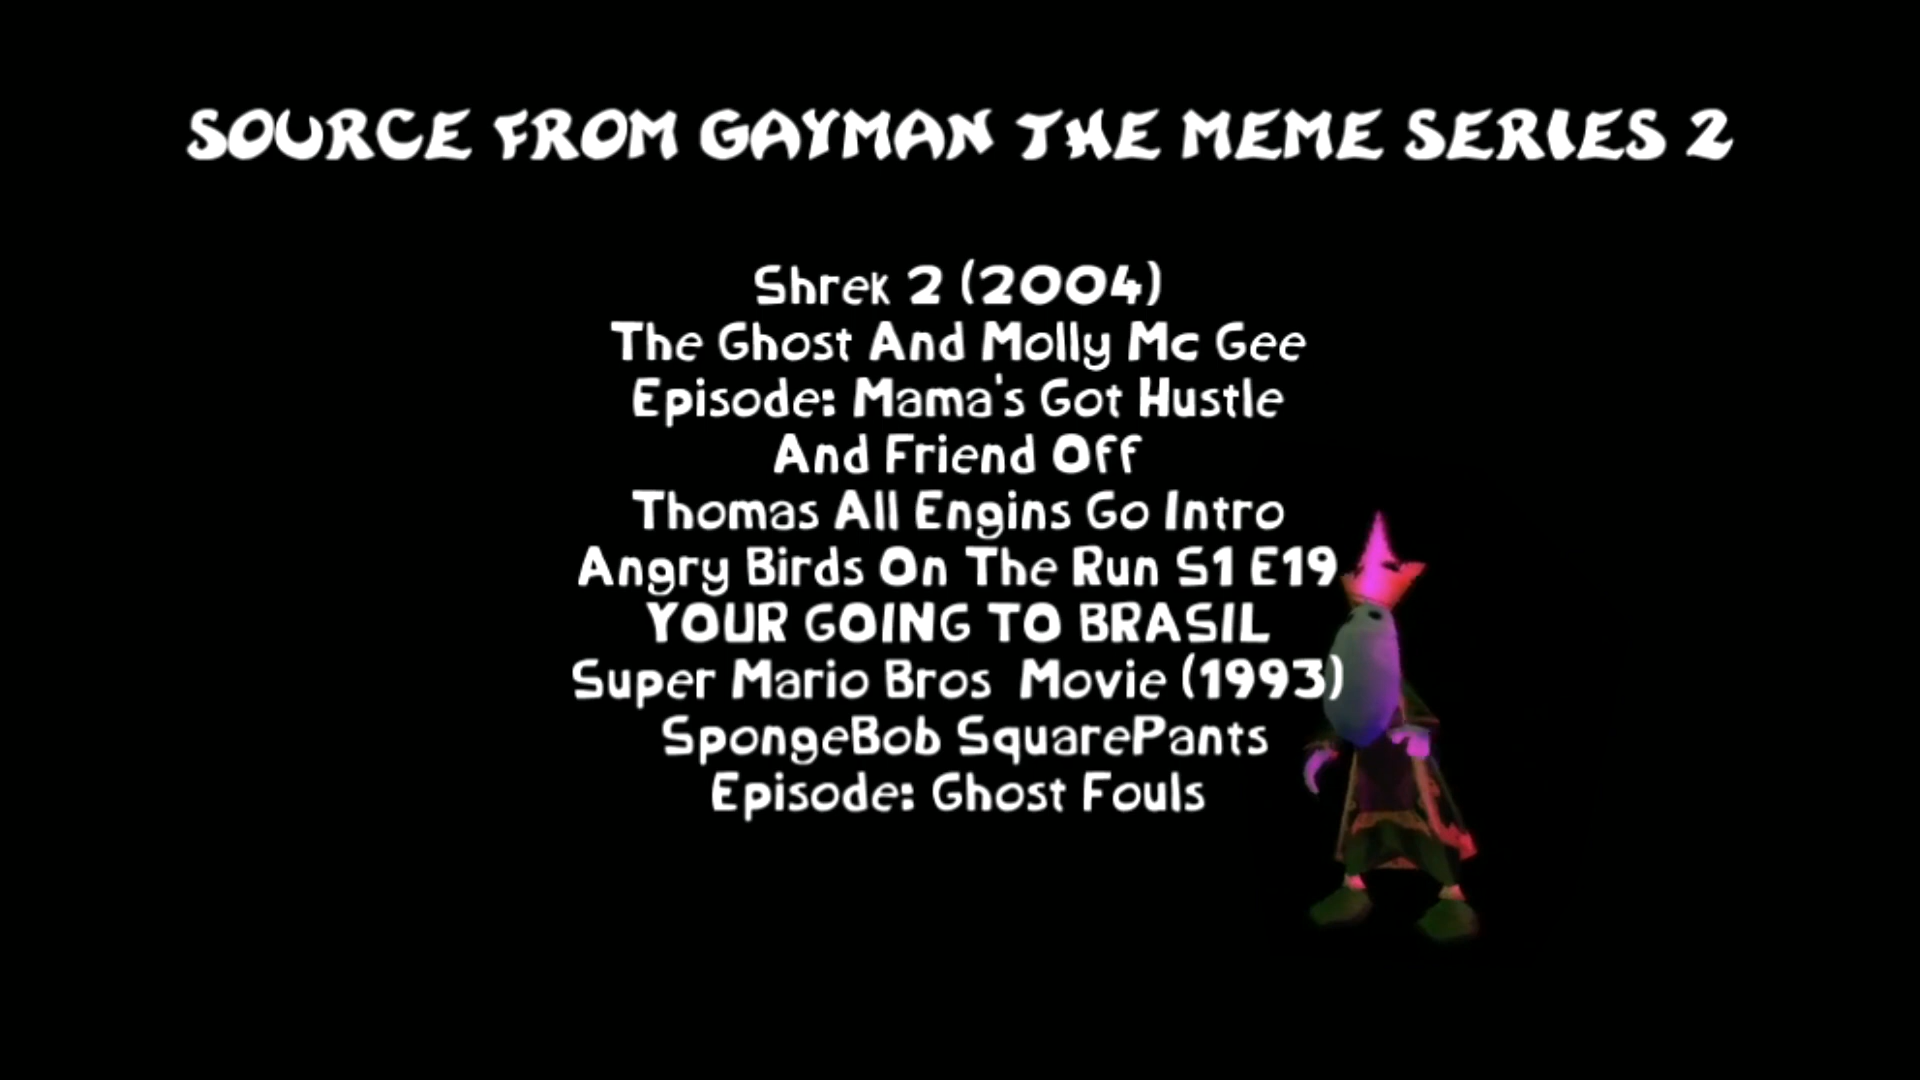 SOURCE FROM GAYMAN THE MEME SERIES 2
Shrek 2 (2004)
The Ghost And Molly Mc Gee
Episode: Mama's Got Hustle
And Friend Off
Thomas All Engins Go Intro
Angry Birds On The Run S1 E19
YOUR GOING TO BRASIL
Super Mario Bros  Movie (1993)
SpongeBob SquarePants
Episode: Ghost Fouls